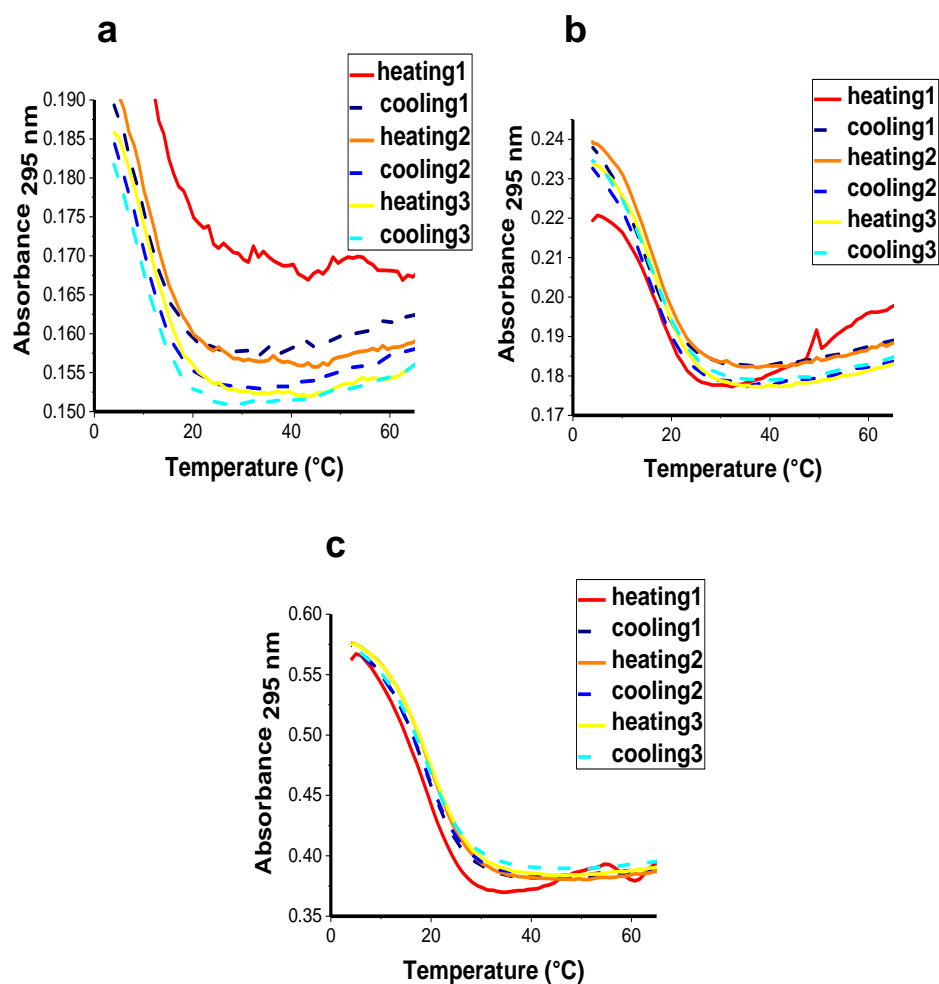 a
heating1
cooling1
heating2
cooling2
heating3
cooling3
0.190
0.185
0.180
0.175
0.170
0.165
0.160
0.155
0.150
0 20 40 60
Absorbance 295 nm
Temperature (°C)
b
heating1
cooling1
heating2
cooling2
heating3
cooling3
0.24
0.23
0.22
0.21
0.20
0.19
0.18
0.17
0 20 40 60
Absorbance 295 nm
Temperature (°C)
c
heating1
cooling1
heating2
cooling2
heating3
cooling3
0.60
0.55
0.50
0.45
0.40
0.35
0 20 40 60
Absorbance 295 nm
Temperature (°C)